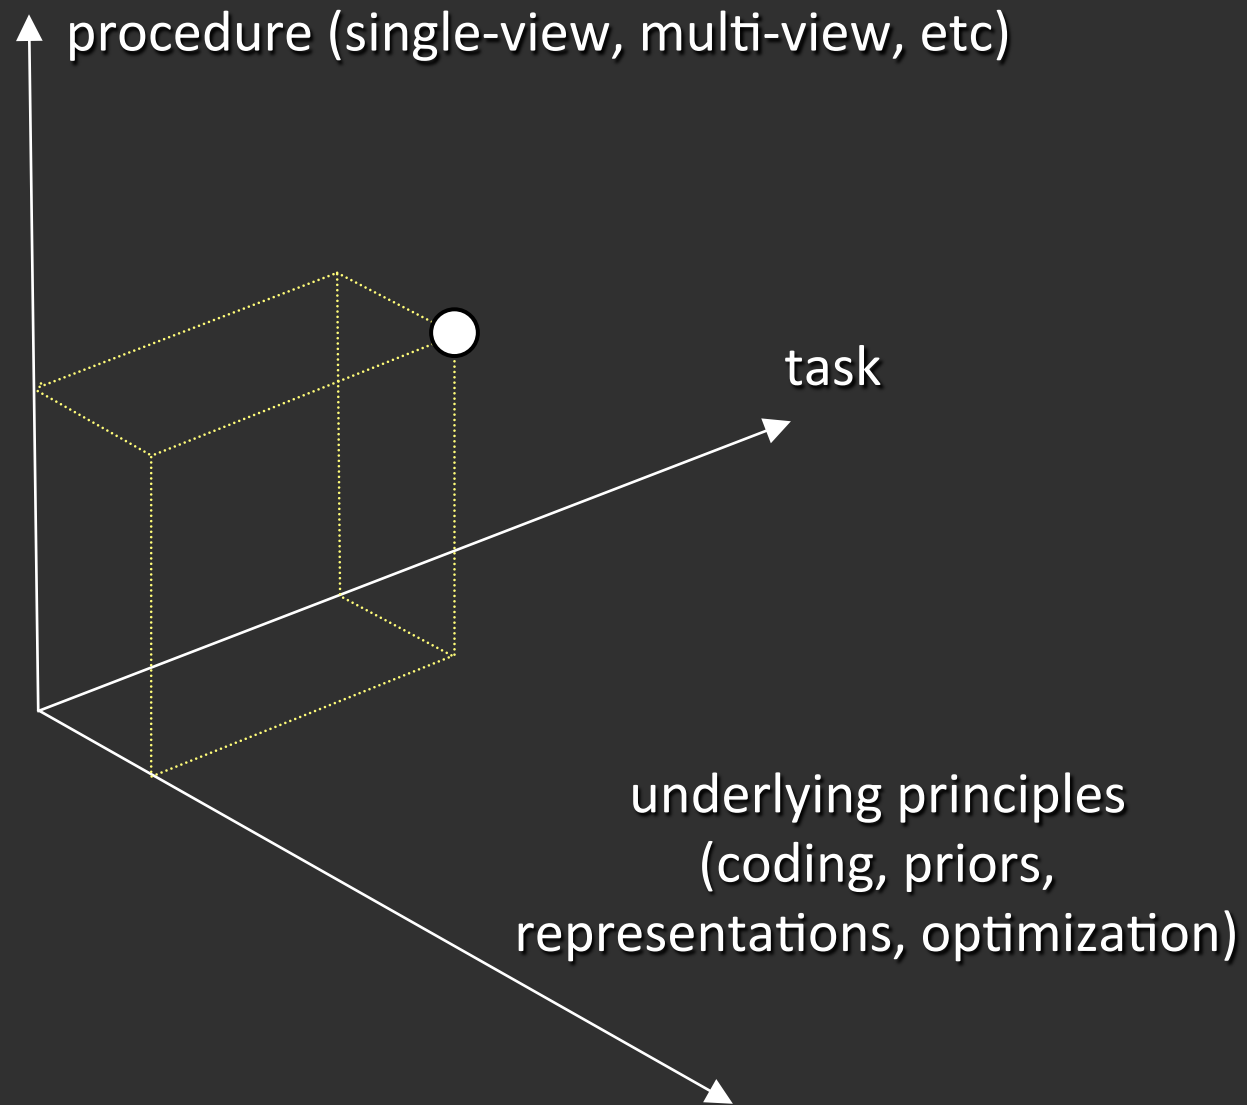 procedure (single-view, multi-view, etc)
task
underlying principles
(coding, priors,
representations, optimization)